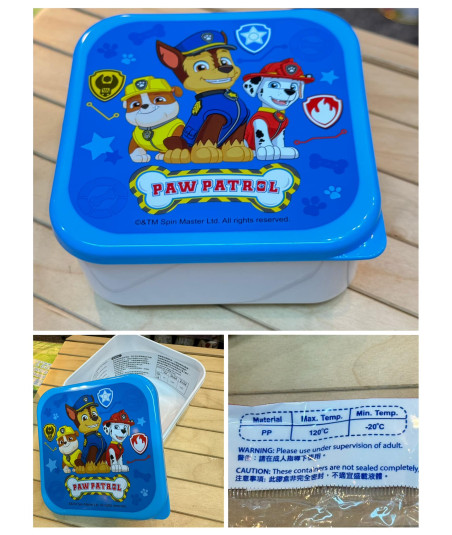 PAW PATROL
©&TM Spin Master Ltd. All rights reserved.
PAW PATROL
Material Max. Temp. Min. Temp.
PP 120°C -20°C
WARNING: Please use under supervision of adult.
警告：請在成人指導下使用。
CAUTION: These containers are not sealed completely
注意事項：此膠盒非完全密封，不適宜盛載液體。